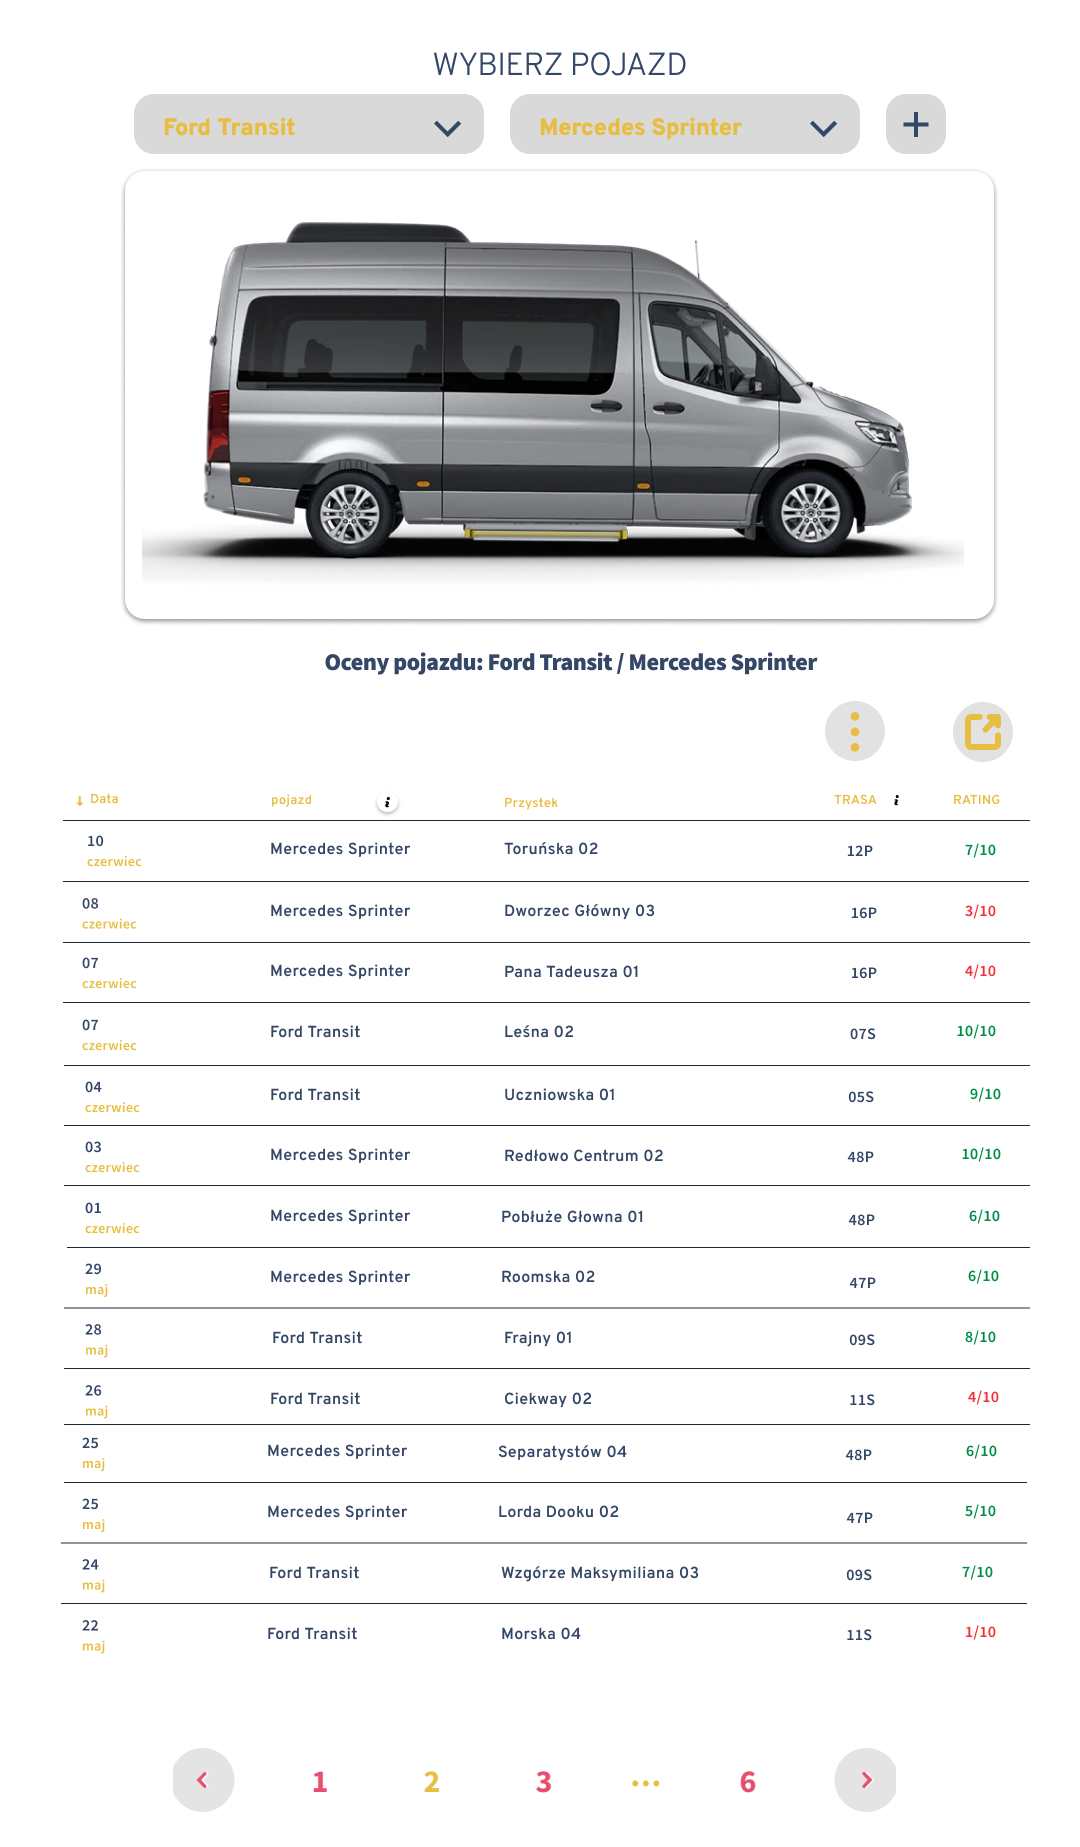 WYBIERZ POJAZD
Ford Transit
Mercedes Sprinter
+
Oceny pojazdu: Ford Transit / Mercedes Sprinter
↓ Data pojazd i Przystek TRASA i RATING
10 czerwiec Mercedes Sprinter Toruńska 02 12P 7/10
08 czerwiec Mercedes Sprinter Dworzec Główny 03 16P 3/10
07 czerwiec Mercedes Sprinter Pana Tadeusza 01 16P 4/10
07 czerwiec Ford Transit Leśna 02 07S 10/10
04 czerwiec Ford Transit Uczniowska 01 05S 9/10
03 czerwiec Mercedes Sprinter Redłowo Centrum 02 48P 10/10
01 czerwiec Mercedes Sprinter Pobłuże Głowna 01 48P 6/10
29 maj Mercedes Sprinter Roomska 02 47P 6/10
28 maj Ford Transit Frajny 01 09S 8/10
26 maj Ford Transit Ciekway 02 11S 4/10
25 maj Mercedes Sprinter Separatystów 04 48P 6/10
25 maj Mercedes Sprinter Lorda Dooku 02 47P 5/10
24 maj Ford Transit Wzgórze Maksymiliana 03 09S 7/10
22 maj Ford Transit Morska 04 11S 1/10
< 1 2 3 ... 6 >